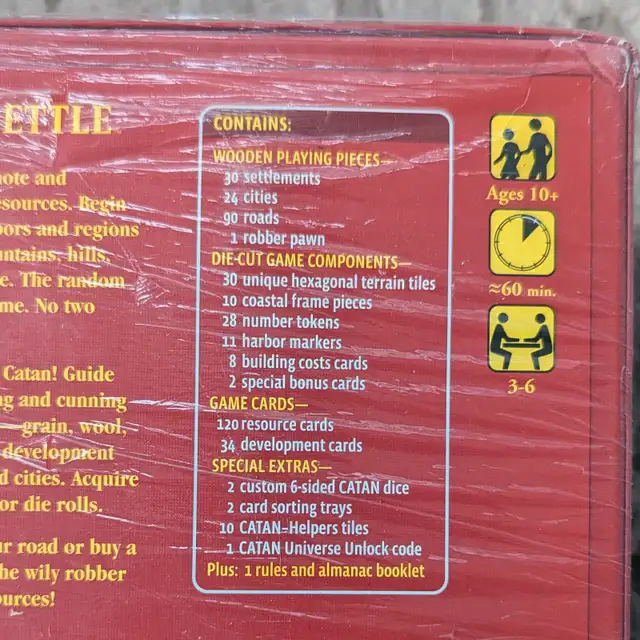 ETTLE
note and
esources. Begin
bors and regions
untains, hills,
e. The random
me. No two
Catan! Guide
ng and cunning
—grain, wool,
development
d cities. Acquire
or die rolls.
ur road or buy a
he wily robber
ources!
CONTAINS:
WOODEN PLAYING PIECES—
30 settlements
24 cities
90 roads
1 robber pawn
DIE-CUT GAME COMPONENTS—
30 unique hexagonal terrain tiles
10 coastal frame pieces
28 number tokens
11 harbor markers
8 building costs cards
2 special bonus cards
GAME CARDS—
120 resource cards
34 development cards
SPECIAL EXTRAS—
2 custom 6-sided CATAN dice
2 card sorting trays
10 CATAN-Helpers tiles
1 CATAN Universe Unlock code
Plus: 1 rules and almanac booklet
Ages 10+
≈60 min.
3-6